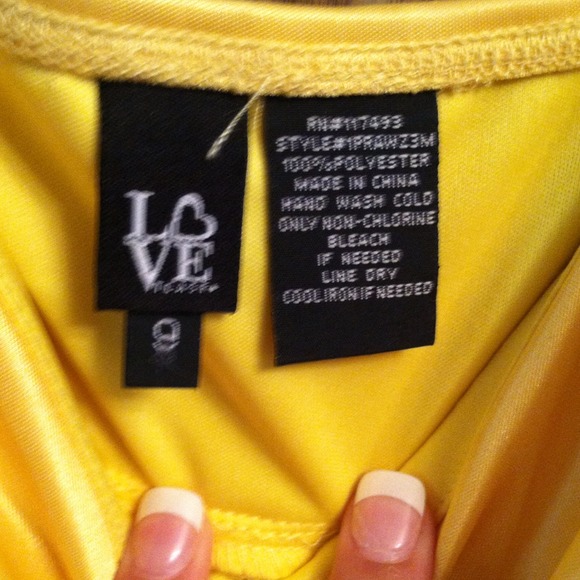 L
VE
RN#117493
STYLE#1PRAWZ3M
100%POLYESTER
MADE IN CHINA
HAND WASH COLD
ONLY NON-CHLORINE
BLEACH
IF NEEDED
LINE DRY
COOL IRON IF NEEDED